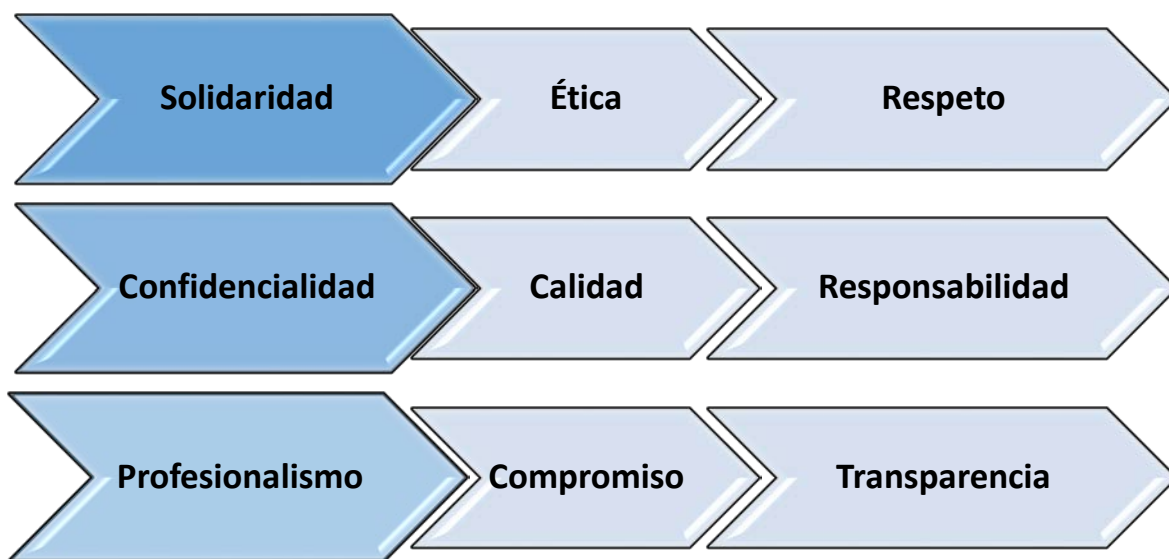 Solidaridad
Ética
Respeto
Confidencialidad
Calidad
Responsabilidad
Profesionalismo
Compromiso
Transparencia